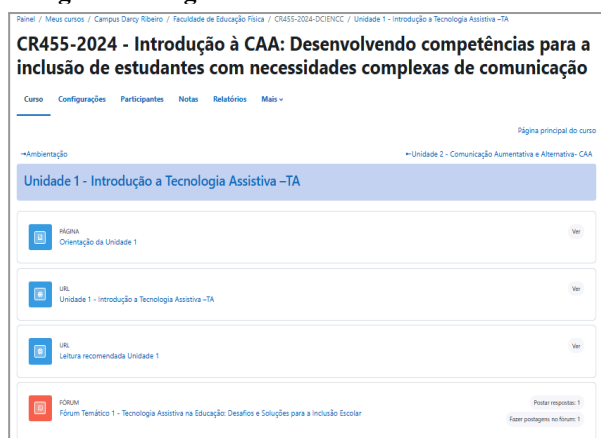 Painel / Meus cursos / Campus Darcy Ribeiro / Faculdade de Educação Física / CR455-2024-DCIENCC / Unidade 1 - Introdução a Tecnologia Assistiva –TA
CR455-2024 - Introdução à CAA: Desenvolvendo competências para a
inclusão de estudantes com necessidades complexas de comunicação
Curso Configurações Participantes Notas Relatórios Mais
Página principal do curso
Ambientação Unidade 2 - Comunicação Aumentativa e Alternativa- CAA
Unidade 1 - Introdução a Tecnologia Assistiva –TA
PÁGINA
Orientação da Unidade 1
Ver
URL
Unidade 1 - Introdução a Tecnologia Assistiva –TA
Ver
URL
Leitura recomendada Unidade 1
Ver
FÓRUM
Fórum Temático 1 - Tecnologia Assistiva na Educação: Desafios e Soluções para a Inclusão Escolar
Postar respostas: 1
Fazer postagens no fórum: 1